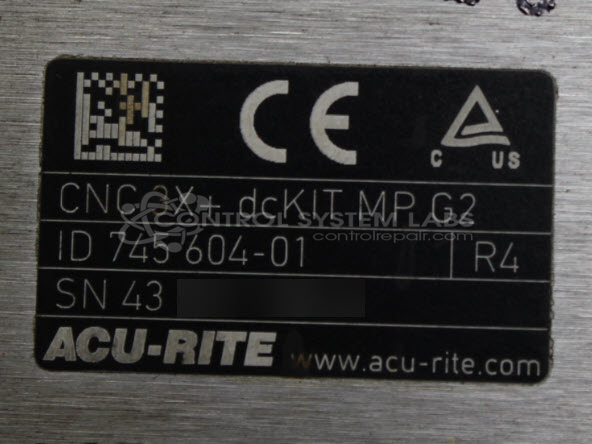 CE
C US
CNC 3X+ dcKIT MP G2
CONTROL SYSTEM LABS
controlrepair.com
ID 745 604-01 R4
SN 43
ACU-RITE www.acu-rite.com